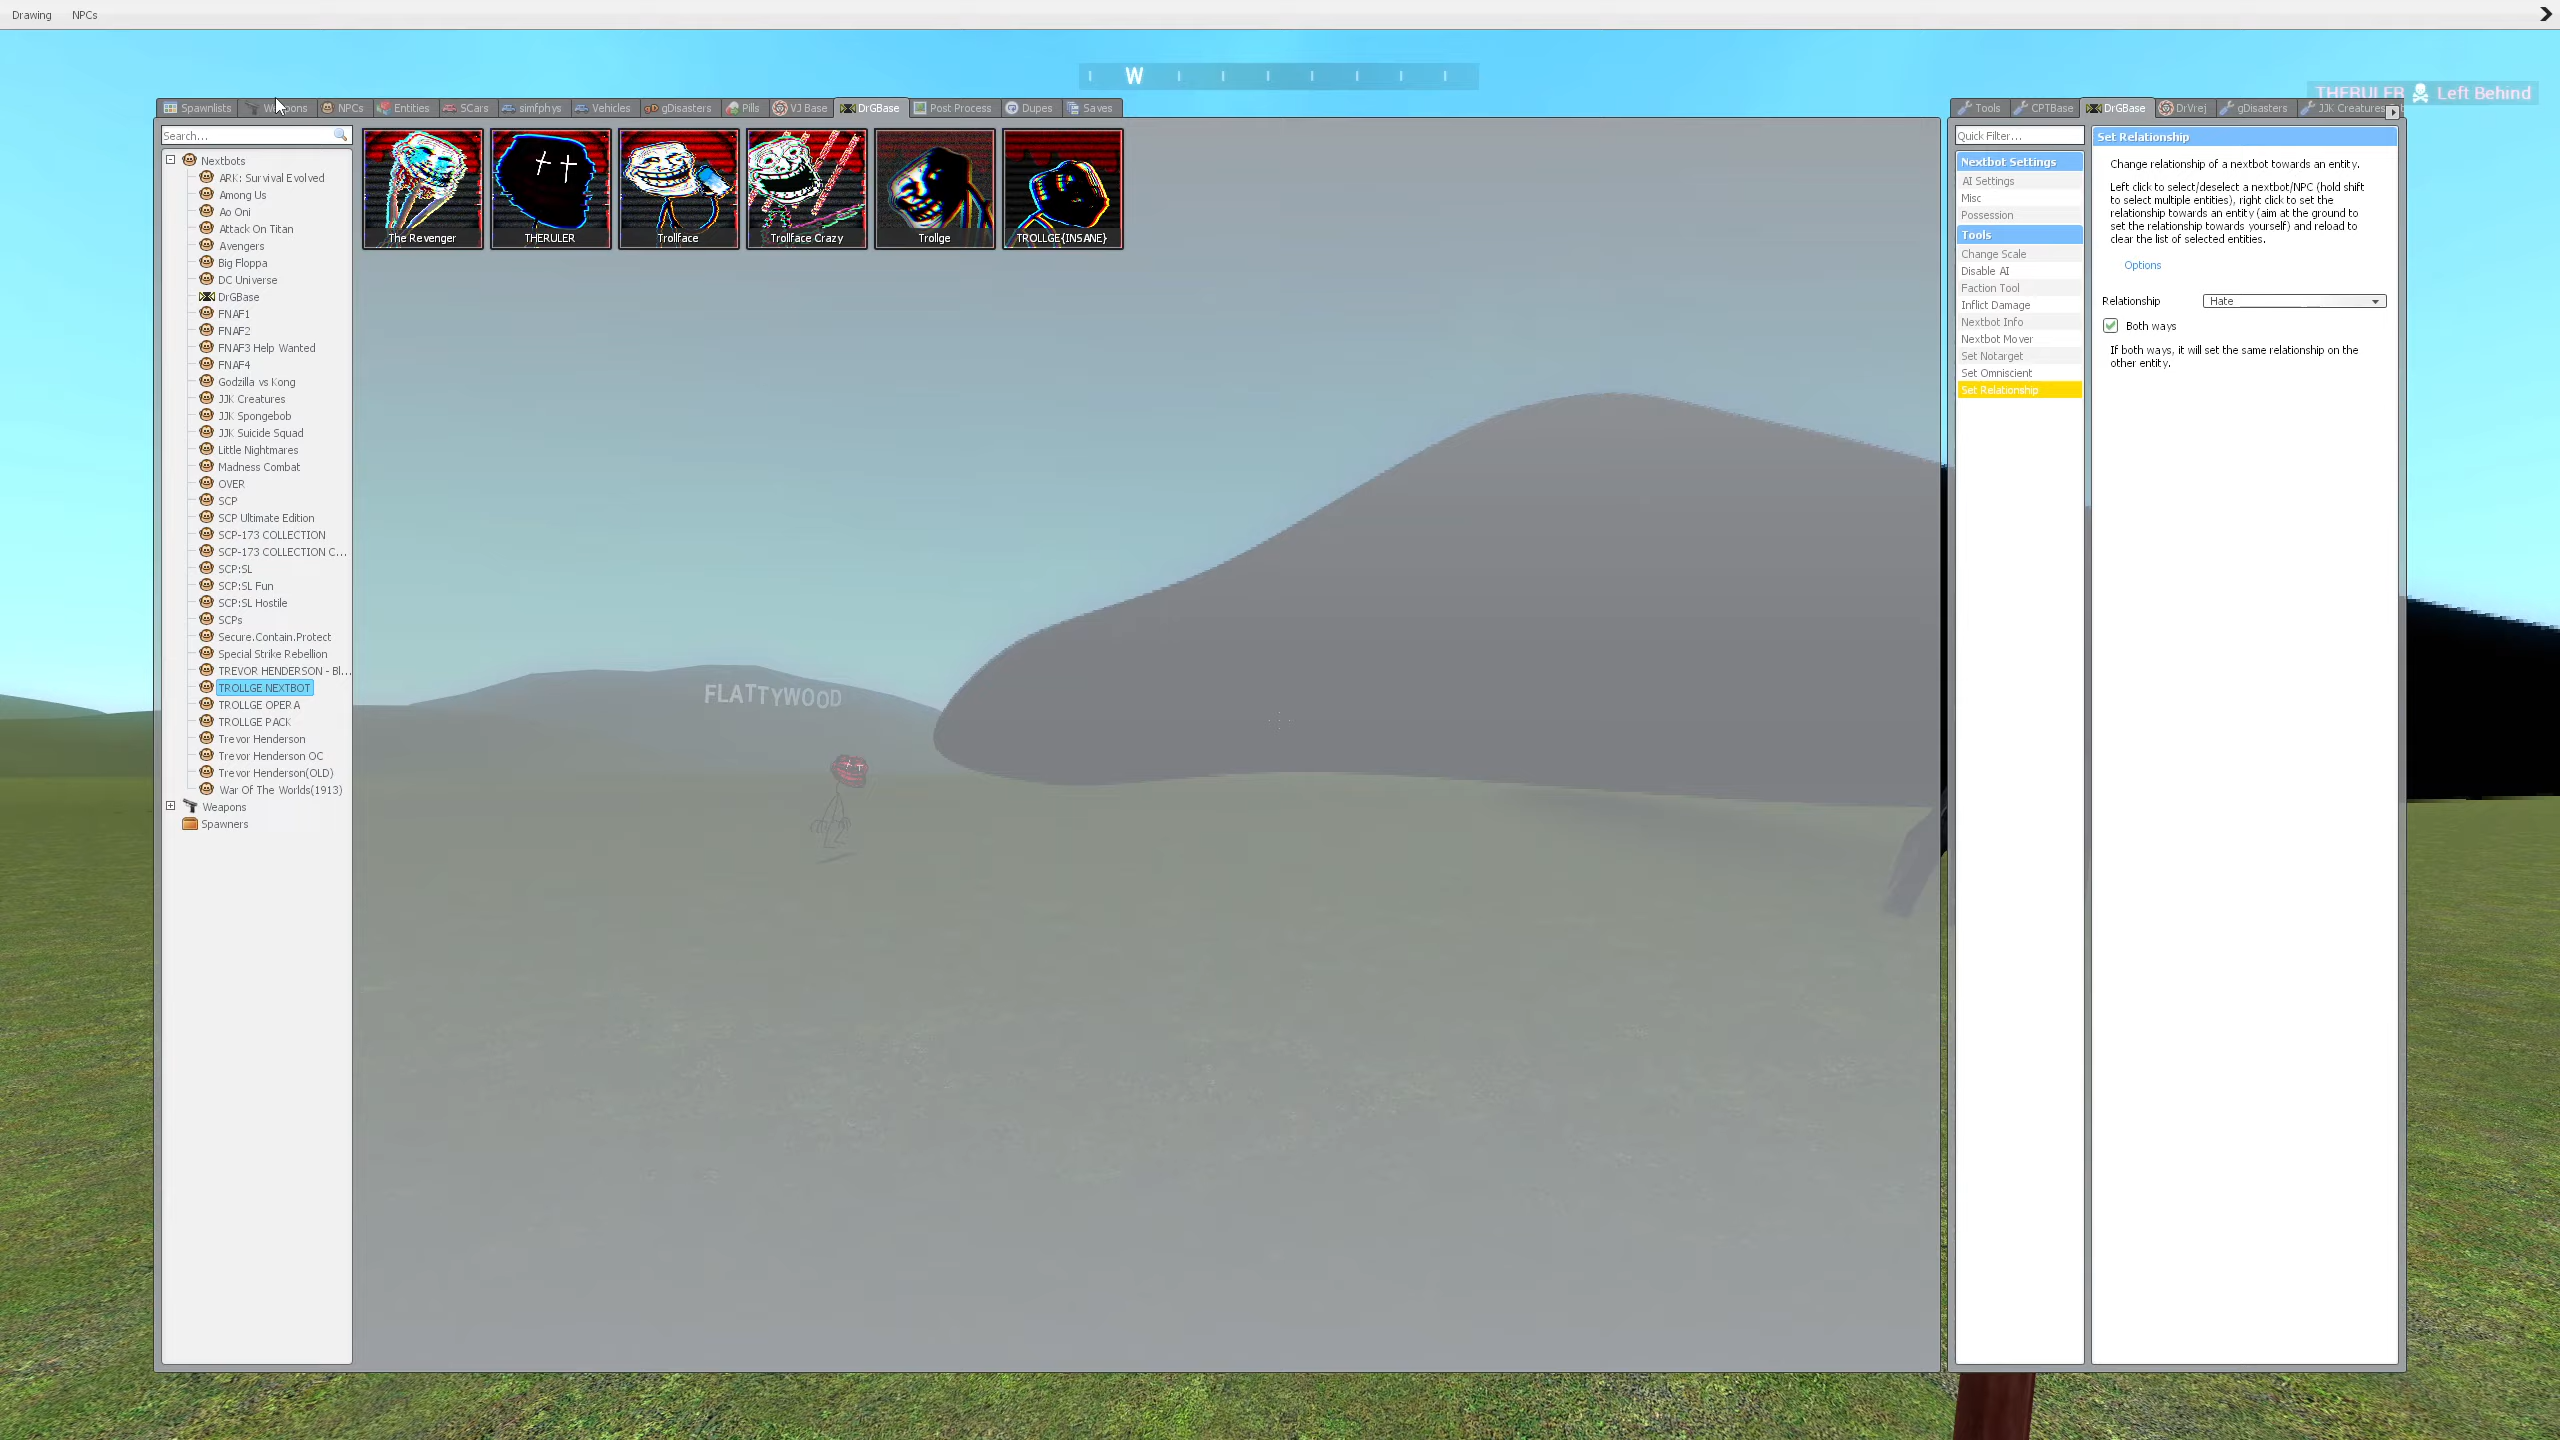 Drawing NPCs
W
THERULER Left Behind
Spawnlists Weapons NPCs Entities SCars simfphys Vehicles gDisasters Pills VJ Base DrGBase Post Process Dupes Saves
Search...
Nextbots
ARK: Survival Evolved
Among Us
Ao Oni
Attack On Titan
Avengers
Big Floppa
DC Universe
DrGBase
FNAF1
FNAF2
FNAF3 Help Wanted
FNAF4
Godzilla vs Kong
JJK Creatures
JJK Spongebob
JJK Suicide Squad
Little Nightmares
Madness Combat
OVER
SCP
SCP Ultimate Edition
SCP-173 COLLECTION
SCP-173 COLLECTION C...
SCP:SL
SCP:SL Fun
SCP:SL Hostile
SCPs
Secure.Contain.Protect
Special Strike Rebellion
TREVOR HENDERSON - Bl...
TROLLGE NEXTBOT
TROLLGE OPERA
TROLLGE PACK
Trevor Henderson
Trevor Henderson OC
Trevor Henderson(OLD)
War Of The Worlds(1913)
Weapons
Spawners
The Revenger THERULER Trollface Trollface Crazy Trollge TROLLGE{INSANE}
FLATTYWOOD
Tools CPTBase DrGBase DrVrej gDisasters JJK Creatures
Quick Filter...
Nextbot Settings
AI Settings
Misc
Possession
Tools
Change Scale
Disable AI
Faction Tool
Inflict Damage
Nextbot Info
Nextbot Mover
Set Notarget
Set Omniscient
Set Relationship
Set Relationship
Change relationship of a nextbot towards an entity.
Left click to select/deselect a nextbot/NPC (hold shift
to select multiple entities), right click to set the
relationship towards an entity (aim at the ground to
set the relationship towards yourself) and reload to
clear the list of selected entities.
Options
Relationship Hate
Both ways
If both ways, it will set the same relationship on the
other entity.